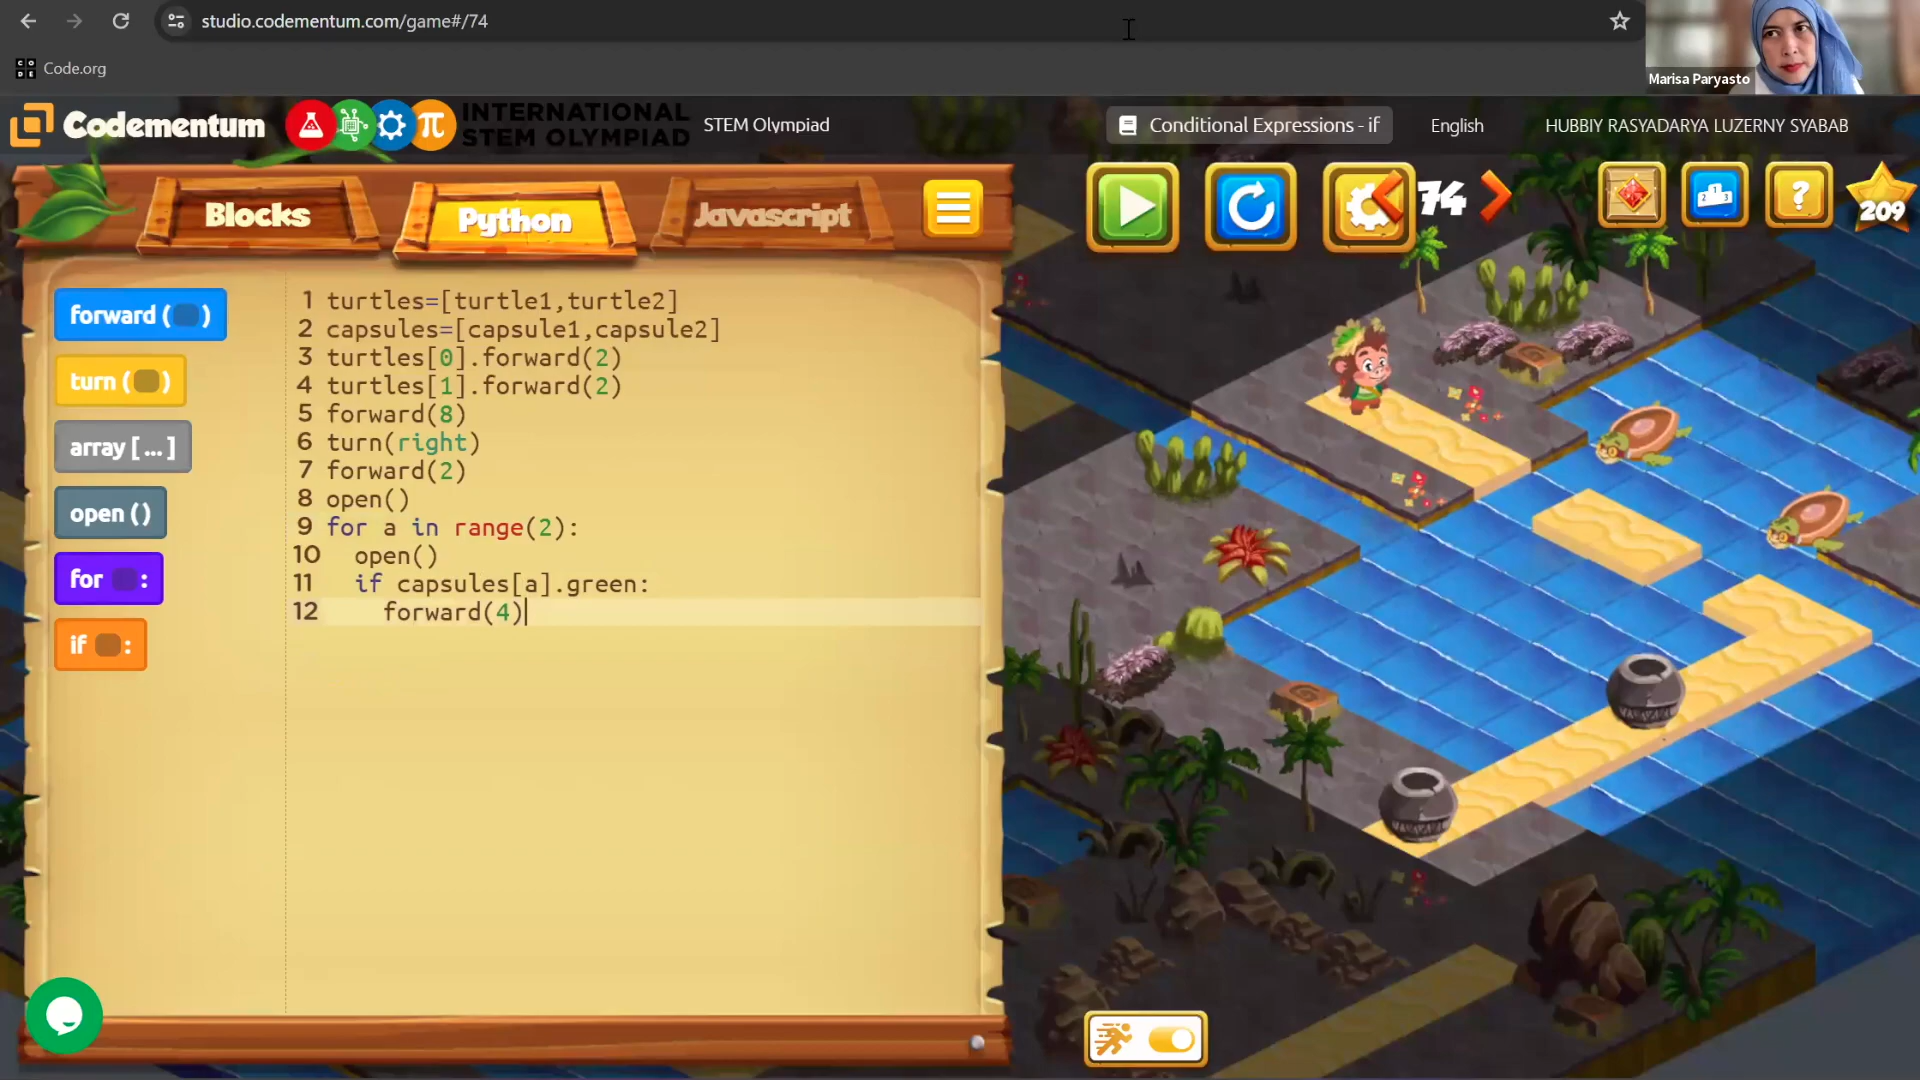 studio.codementum.com/game#/74
Code.org
Marisa Paryasto
Codementum
INTERNATIONAL
STEM OLYMPIAD
STEM Olympiad
Conditional Expressions - if
English
HUBBIY RASYADARYA LUZERNY SYABAB
Blocks
Python
Javascript
74
209
forward ( )
turn ( )
array [ ... ]
open ()
for :
if :
1 turtles=[turtle1,turtle2]
2 capsules=[capsule1,capsule2]
3 turtles[0].forward(2)
4 turtles[1].forward(2)
5 forward(8)
6 turn(right)
7 forward(2)
8 open()
9 for a in range(2):
10 open()
11 if capsules[a].green:
12 forward(4)